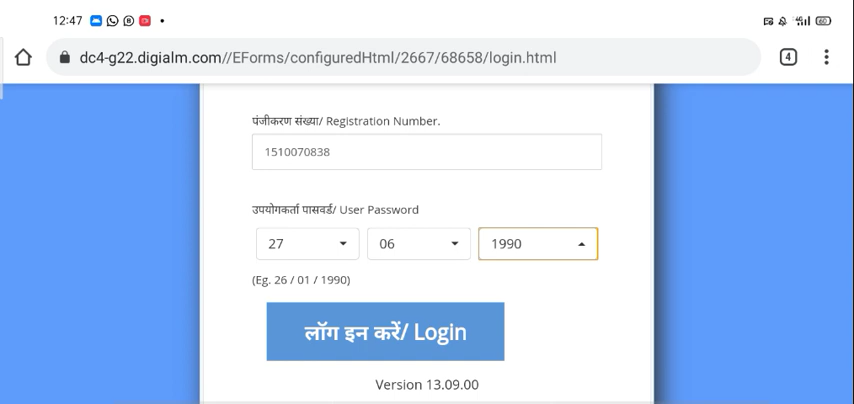 12:47
dc4-g22.digialm.com//EForms/configuredHtml/2667/68658/login.html
4
पंजीकरण संख्या/ Registration Number.
1510070838
उपयोगकर्ता पासवर्ड/ User Password
27 06 1990
(Eg. 26 / 01 / 1990)
लॉग इन करें/ Login
Version 13.09.00